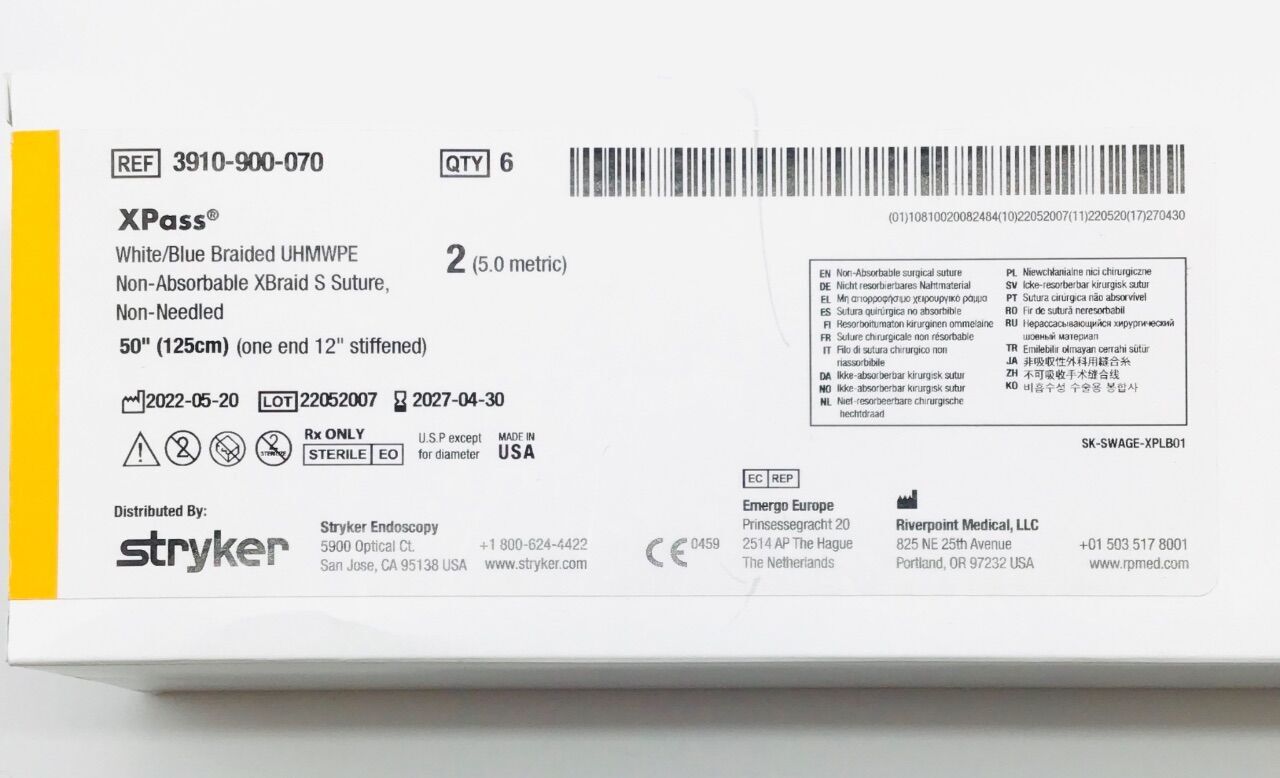 REF 3910-900-070
QTY 6
(01)10810020082484(10)22052007(11)220520(17)270430
XPass®
White/Blue Braided UHMWPE
Non-Absorbable XBraid S Suture,
Non-Needled
50" (125cm) (one end 12" stiffened)
2 (5.0 metric)
EN Non-Absorbable surgical suture
DE Nicht resorbierbares Nahtmaterial
EL Μη απορροφήσιμο χειρουργικό ράμμα
ES Sutura quirúrgica no absorbible
FI Resorboitumaton kirurginen ommelaine
FR Suture chirurgicale non résorbable
IT Filo di sutura chirurgico non
riassorbibile
DA Ikke-absorberbar kirurgisk sutur
NO Ikke-absorberbar kirurgisk sutur
NL Niet-resorbeerbare chirurgische
hechtdraad
PL Niewchłanialne nici chirurgiczne
SV Icke-resorberbar kirurgisk sutur
PT Sutura cirúrgica não absorvível
RO Fir de sutură neresorbabil
RU Нерассасывающийся хирургический
шовный материал
TR Emilebilir olmayan cerrahi sütür
JA 非吸収性外科用縫合糸
ZH 不可吸收手术缝合线
KO 비흡수성 수술용 봉합사
2022-05-20 LOT 22052007 2027-04-30
2
2
STERILIZE
Rx ONLY
STERILE EO
U.S.P except
for diameter
MADE IN
USA
SK-SWAGE-XPLB01
Distributed By:
stryker
Stryker Endoscopy
5900 Optical Ct.
San Jose, CA 95138 USA
+1 800-624-4422
www.stryker.com
CE 0459
EC REP
Emergo Europe
Prinsessegracht 20
2514 AP The Hague
The Netherlands
Riverpoint Medical, LLC
825 NE 25th Avenue
Portland, OR 97232 USA
+01 503 517 8001
www.rpmed.com